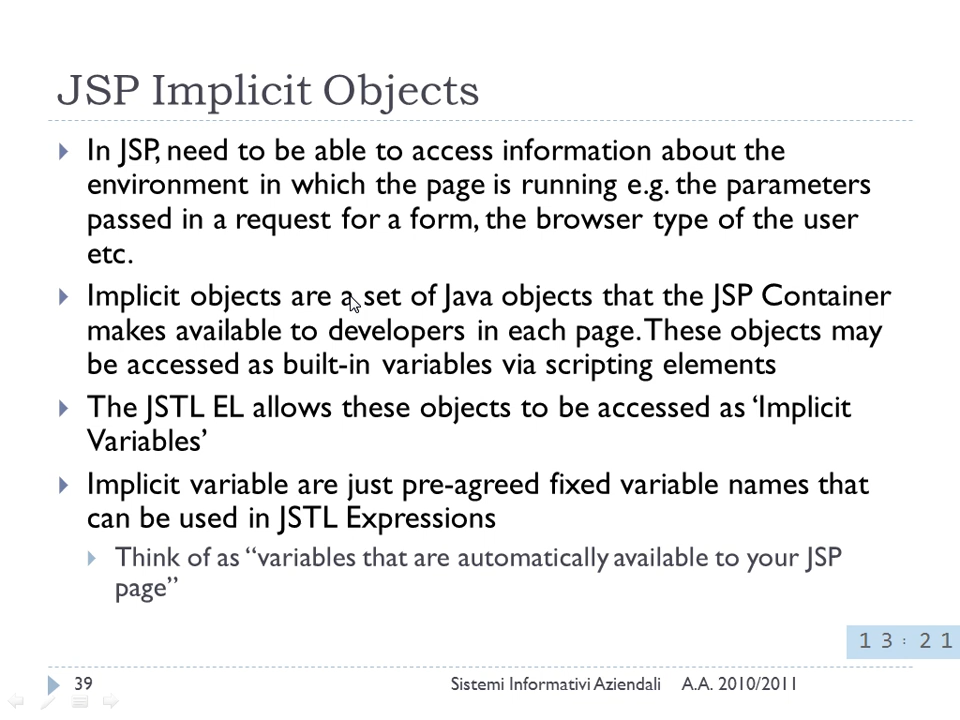 JSP Implicit Objects
In JSP, need to be able to access information about the
environment in which the page is running e.g. the parameters
passed in a request for a form, the browser type of the user
etc.
Implicit objects are a set of Java objects that the JSP Container
makes available to developers in each page. These objects may
be accessed as built-in variables via scripting elements
The JSTL EL allows these objects to be accessed as ‘Implicit
Variables’
Implicit variable are just pre-agreed fixed variable names that
can be used in JSTL Expressions
Think of as “variables that are automatically available to your JSP
page”
13:21
39 Sistemi Informativi Aziendali A.A. 2010/2011